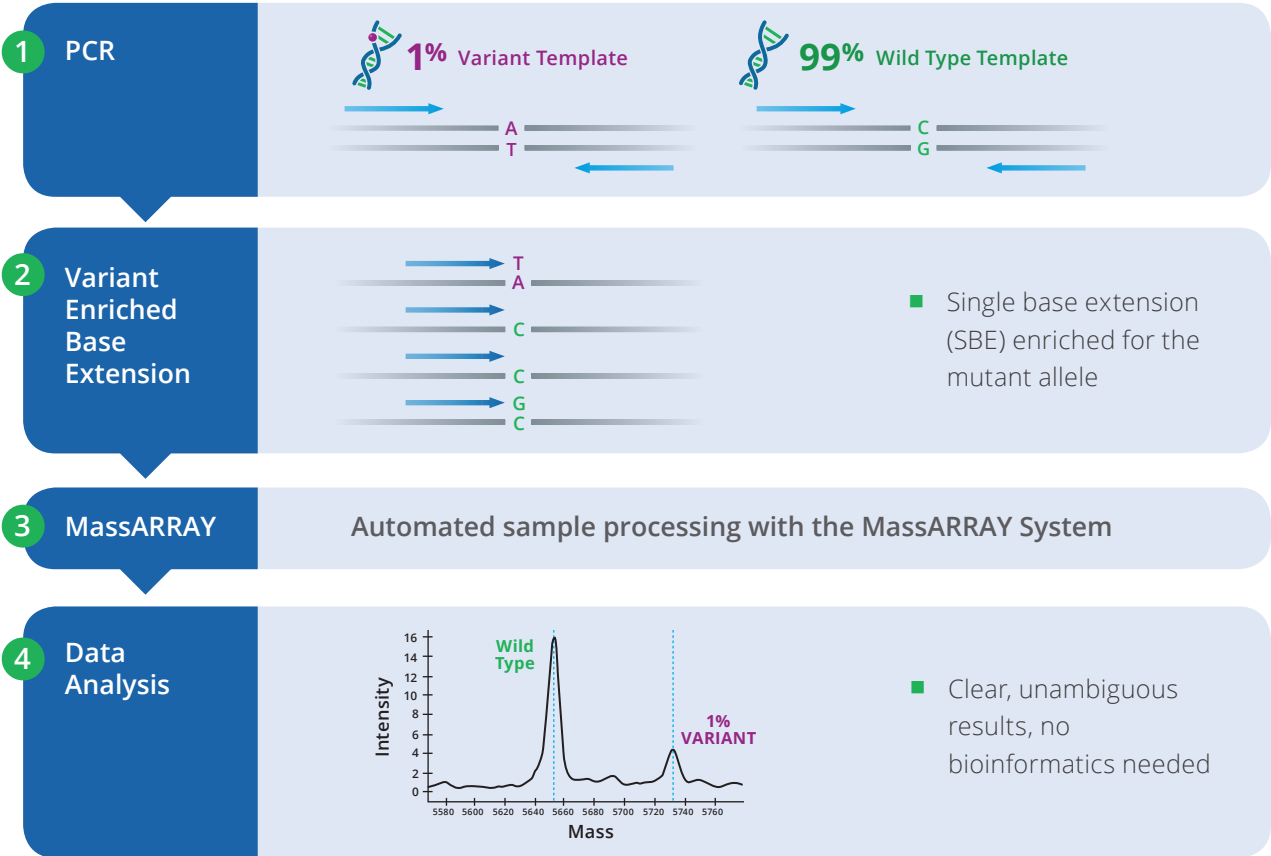 1
PCR
1% Variant Template
99% Wild Type Template
A
T
C
G
2
Variant
Enriched
Base
Extension
T
A
C
C
G
C
Single base extension
(SBE) enriched for the
mutant allele
3
MassARRAY
Automated sample processing with the MassARRAY System
4
Data
Analysis
Intensity
16
14
12
10
8
6
4
2
0
Wild
Type
1%
VARIANT
5580 5600 5620 5640 5660 5680 5700 5720 5740 5760
Mass
Clear, unambiguous
results, no
bioinformatics needed